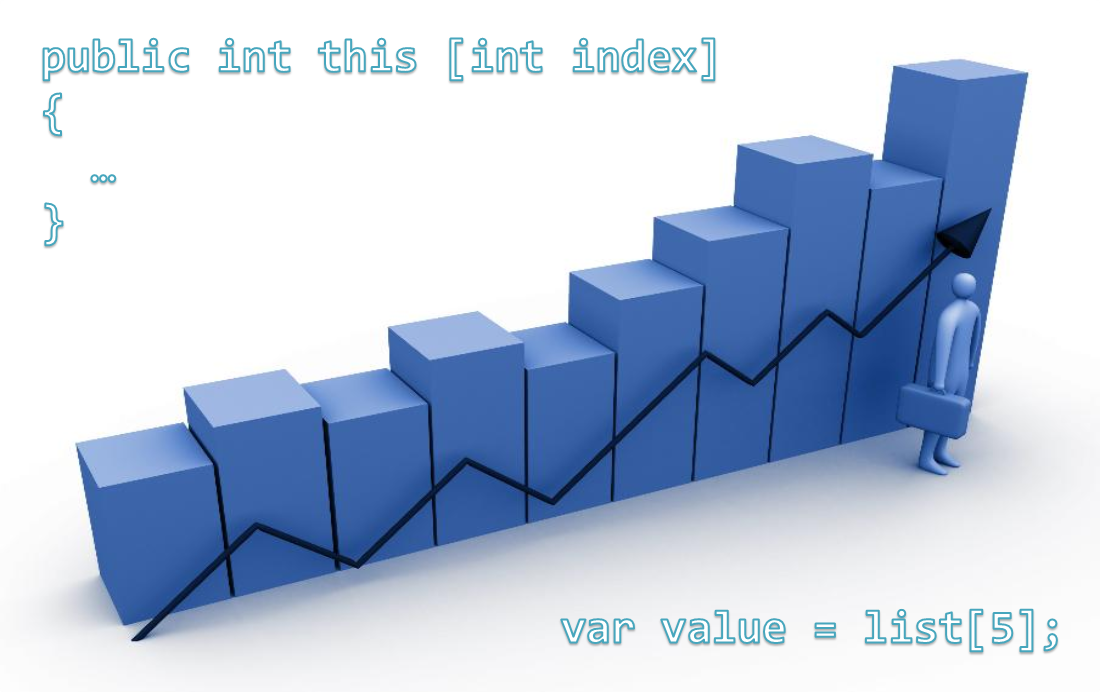 public int this [int index]
{
…
}
var value = list[5];